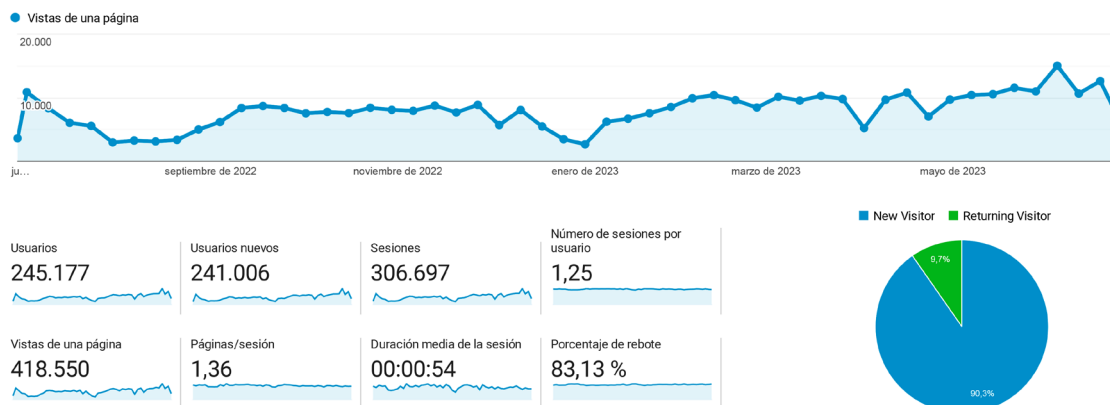 Vistas de una página
20.000
10.000
ju…
septiembre de 2022
noviembre de 2022
enero de 2023
marzo de 2023
mayo de 2023
New Visitor
Returning Visitor
Usuarios
245.177
Usuarios nuevos
241.006
Sesiones
306.697
Número de sesiones por
usuario
1,25
Vistas de una página
418.550
Páginas/sesión
1,36
Duración media de la sesión
00:00:54
Porcentaje de rebote
83,13 %
9,7%
90,3%